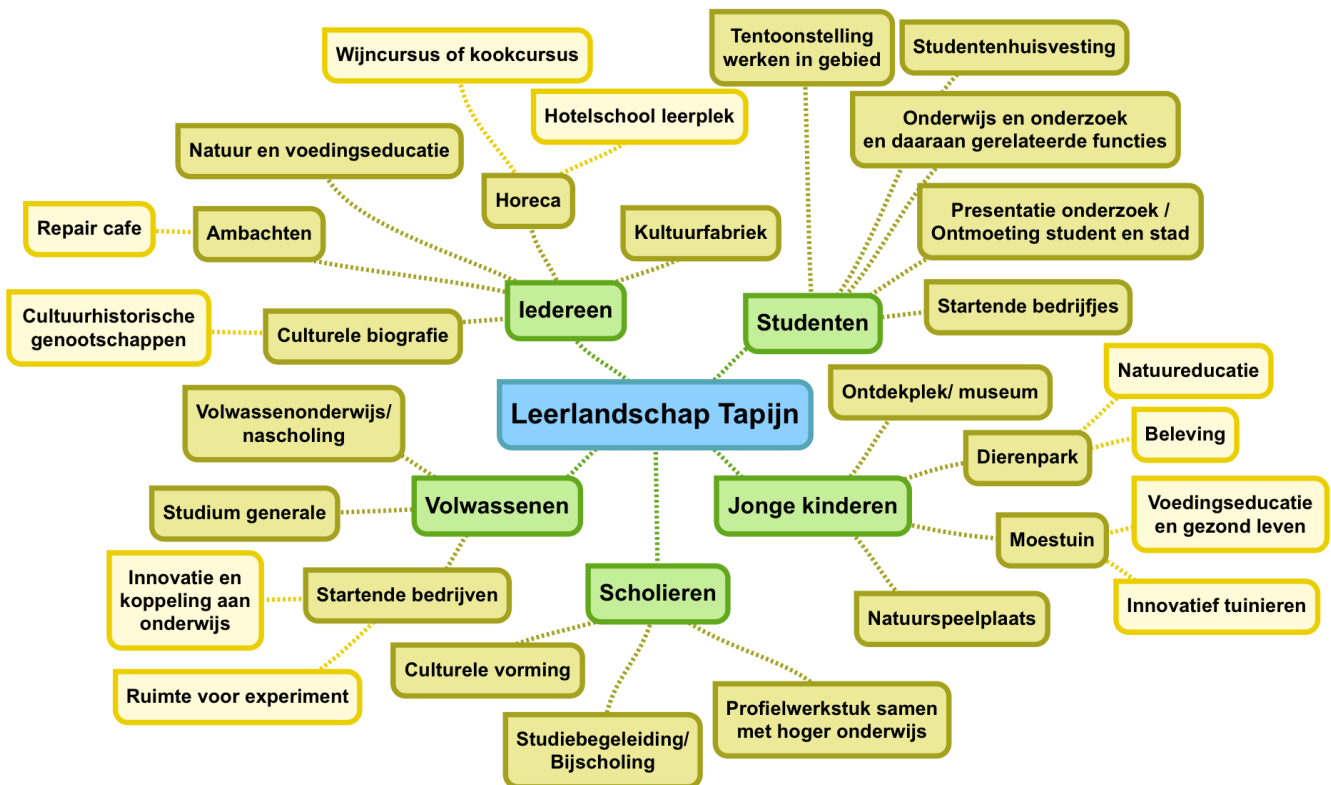 Tentoonstelling
werken in gebied
Studentenhuisvesting
Wijncursus of kookcursus
Hotelschool leerplek
Onderwijs en onderzoek
en daaraan gerelateerde functies
Natuur en voedingseducatie
Horeca
Presentatie onderzoek /
Ontmoeting student en stad
Repair cafe
Ambachten
Kultuurfabriek
Iedereen
Studenten
Startende bedrijfjes
Cultuurhistorische
genootschappen
Culturele biografie
Leerlandschap Tapijn
Ontdekplek/ museum
Natuureducatie
Volwassenonderwijs/
nascholing
Dierenpark
Beleving
Volwassenen
Jonge kinderen
Voedingseducatie
en gezond leven
Studium generale
Moestuin
Innovatie en
koppeling aan
onderwijs
Startende bedrijven
Scholieren
Natuurspeelplaats
Innovatief tuinieren
Culturele vorming
Ruimte voor experiment
Profielwerkstuk samen
met hoger onderwijs
Studiebegeleiding/
Bijscholing